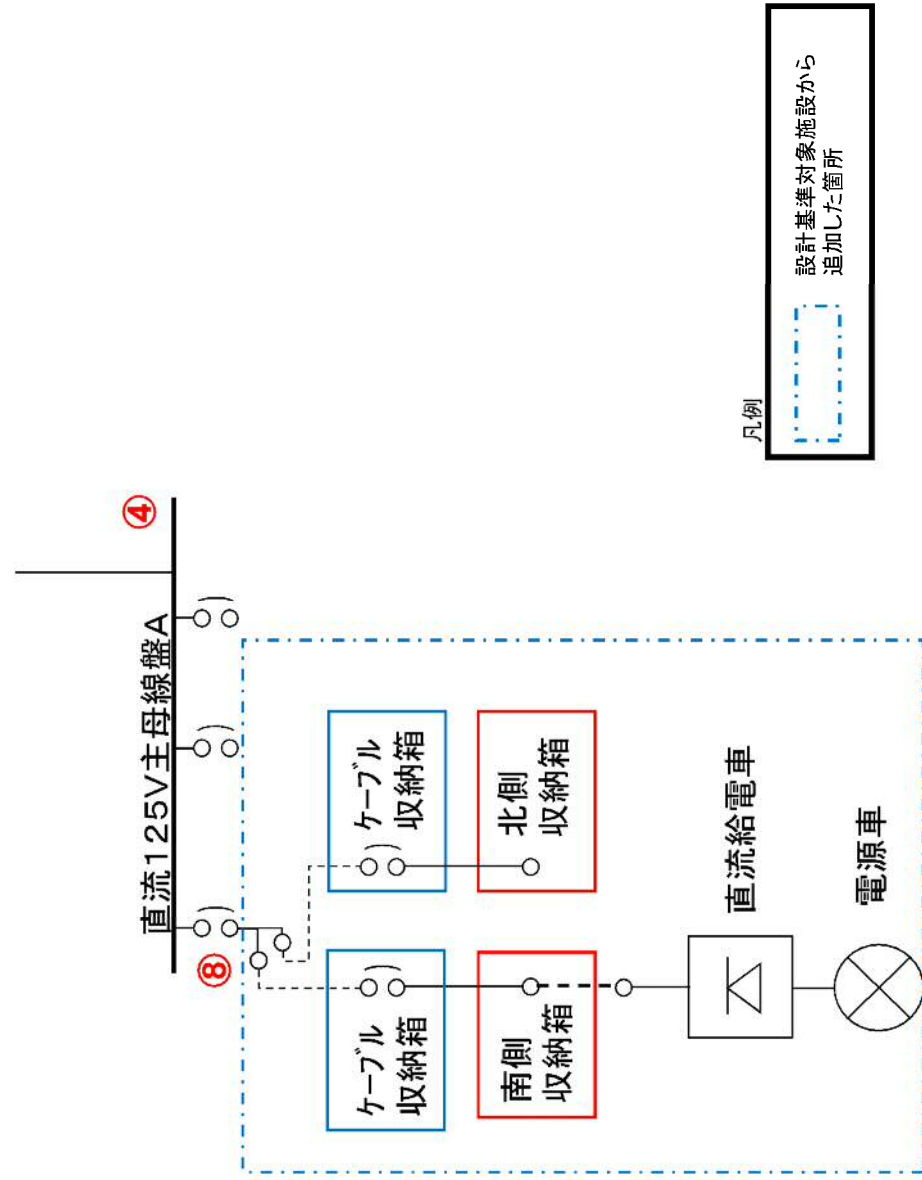 ④
直流125V主母線盤A
⑧
ケーブル
収納箱
ケーブル
収納箱
南側
収納箱
北側
収納箱
直流給電車
電源車
凡例
設計基準対象施設から
追加した箇所